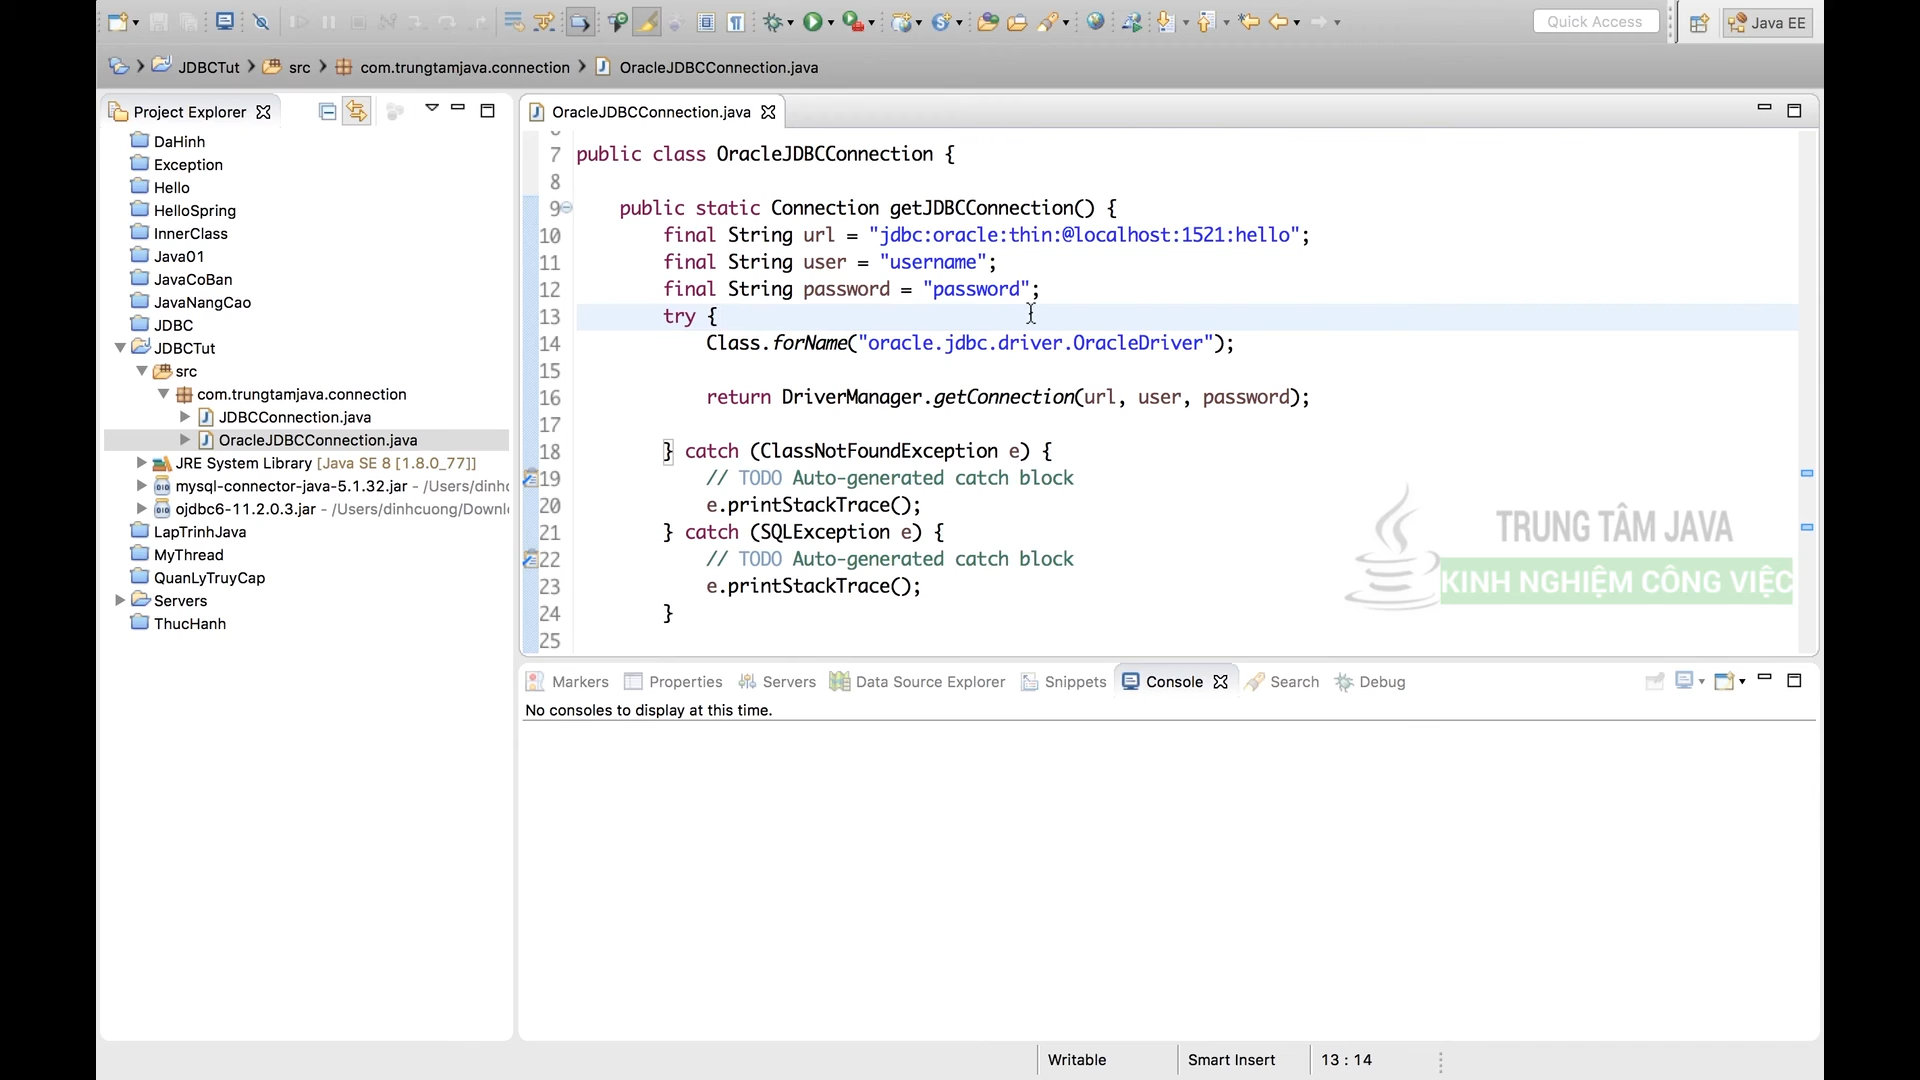 Quick Access
Java EE
JDBCTut
src
com.trungtamjava.connection
OracleJDBCConnection.java
Project Explorer
DaHinh
Exception
Hello
HelloSpring
InnerClass
Java01
JavaCoBan
JavaNangCao
JDBC
JDBCTut
src
com.trungtamjava.connection
JDBCConnection.java
OracleJDBCConnection.java
JRE System Library [Java SE 8 [1.8.0_77]]
mysql-connector-java-5.1.32.jar - /Users/dinhc
ojdbc6-11.2.0.3.jar - /Users/dinhcuong/Downl
LapTrinhJava
MyThread
QuanLyTruyCap
Servers
ThucHanh
OracleJDBCConnection.java
7 public class OracleJDBCConnection {
8
9 public static Connection getJDBCConnection() {
10 final String url = "jdbc:oracle:thin:@localhost:1521:hello";
11 final String user = "username";
12 final String password = "password";
13 try {
14 Class.forName("oracle.jdbc.driver.OracleDriver");
15
16 return DriverManager.getConnection(url, user, password);
17
18 } catch (ClassNotFoundException e) {
19 // TODO Auto-generated catch block
20 e.printStackTrace();
21 } catch (SQLException e) {
22 // TODO Auto-generated catch block
23 e.printStackTrace();
24 }
25
TRUNG TÂM JAVA
KINH NGHIỆM CÔNG VIỆC
Markers
Properties
Servers
Data Source Explorer
Snippets
Console
Search
Debug
No consoles to display at this time.
Writable
Smart Insert
13 : 14